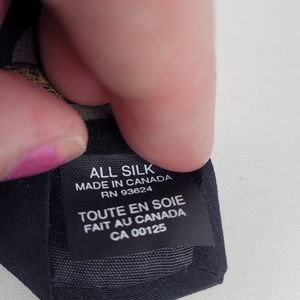 ALL SILK
MADE IN CANADA
RN 93624
TOUTE EN SOIE
FAIT AU CANADA
CA 00125